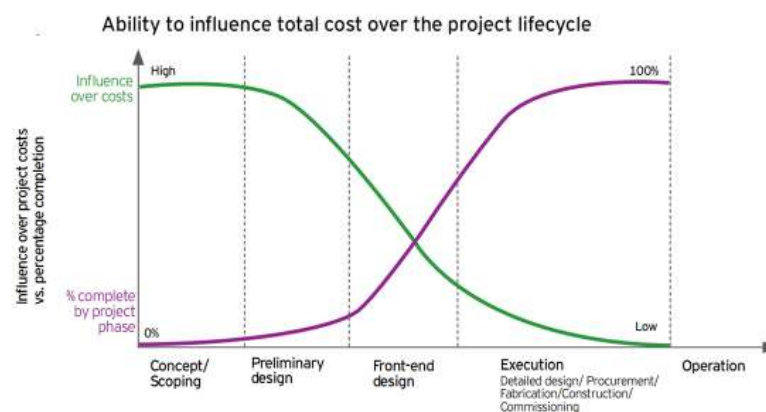 Ability to influence total cost over the project lifecycle
Influence
over costs
High
100%
Influence over project costs
vs. percentage completion
% complete
by project
phase
0%
Low
Concept/
Scoping
Preliminary
design
Front-end
design
Execution
Detailed design/ Procurement/
Fabrication/Construction/
Commissioning
Operation